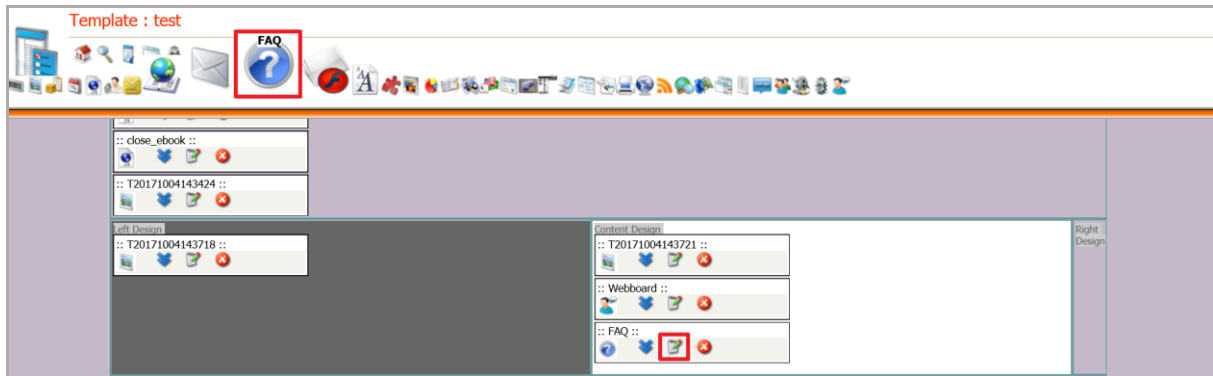 Template : test
FAQ
:: close_ebook ::
:: T20171004143424 ::
Left Design
:: T20171004143718 ::
Content Design
:: T20171004143721 ::
:: Webboard ::
:: FAQ ::
Right
Design